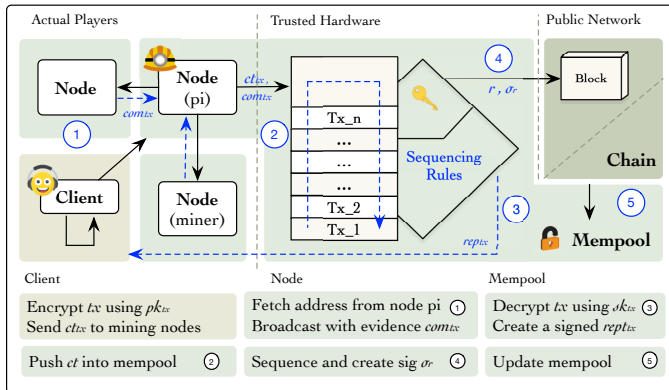 Actual Players
Trusted Hardware
Public Network
Node
Node
(pi)
ct_tx,
com_tx
com_tx
1
2
Tx_n
...
...
...
Tx_2
Tx_1
Sequencing
Rules
4
r , σ_r
Block
Chain
3
5
Client
Node
(miner)
rep_tx
Mempool
Client
Node
Mempool
Encrypt tx using pk_tx
Send ct_tx to mining nodes
Fetch address from node pi 1
Broadcast with evidence com_tx
Decrypt tx using sk_tx 3
Create a signed rept_tx
Push ct into mempool 2
Sequence and create sig σ_r 4
Update mempool 5